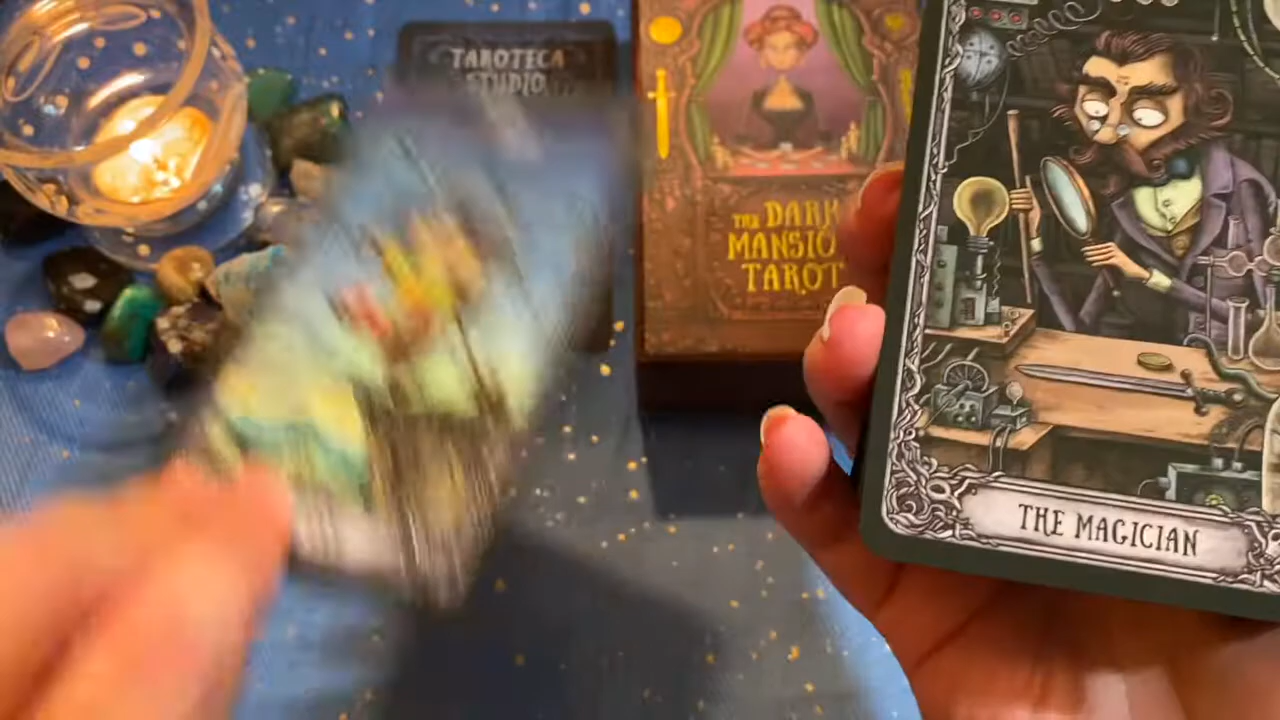 TAROTECA
STUDIO
THE DARK
MANSIO
TAROT
THE MAGICIAN